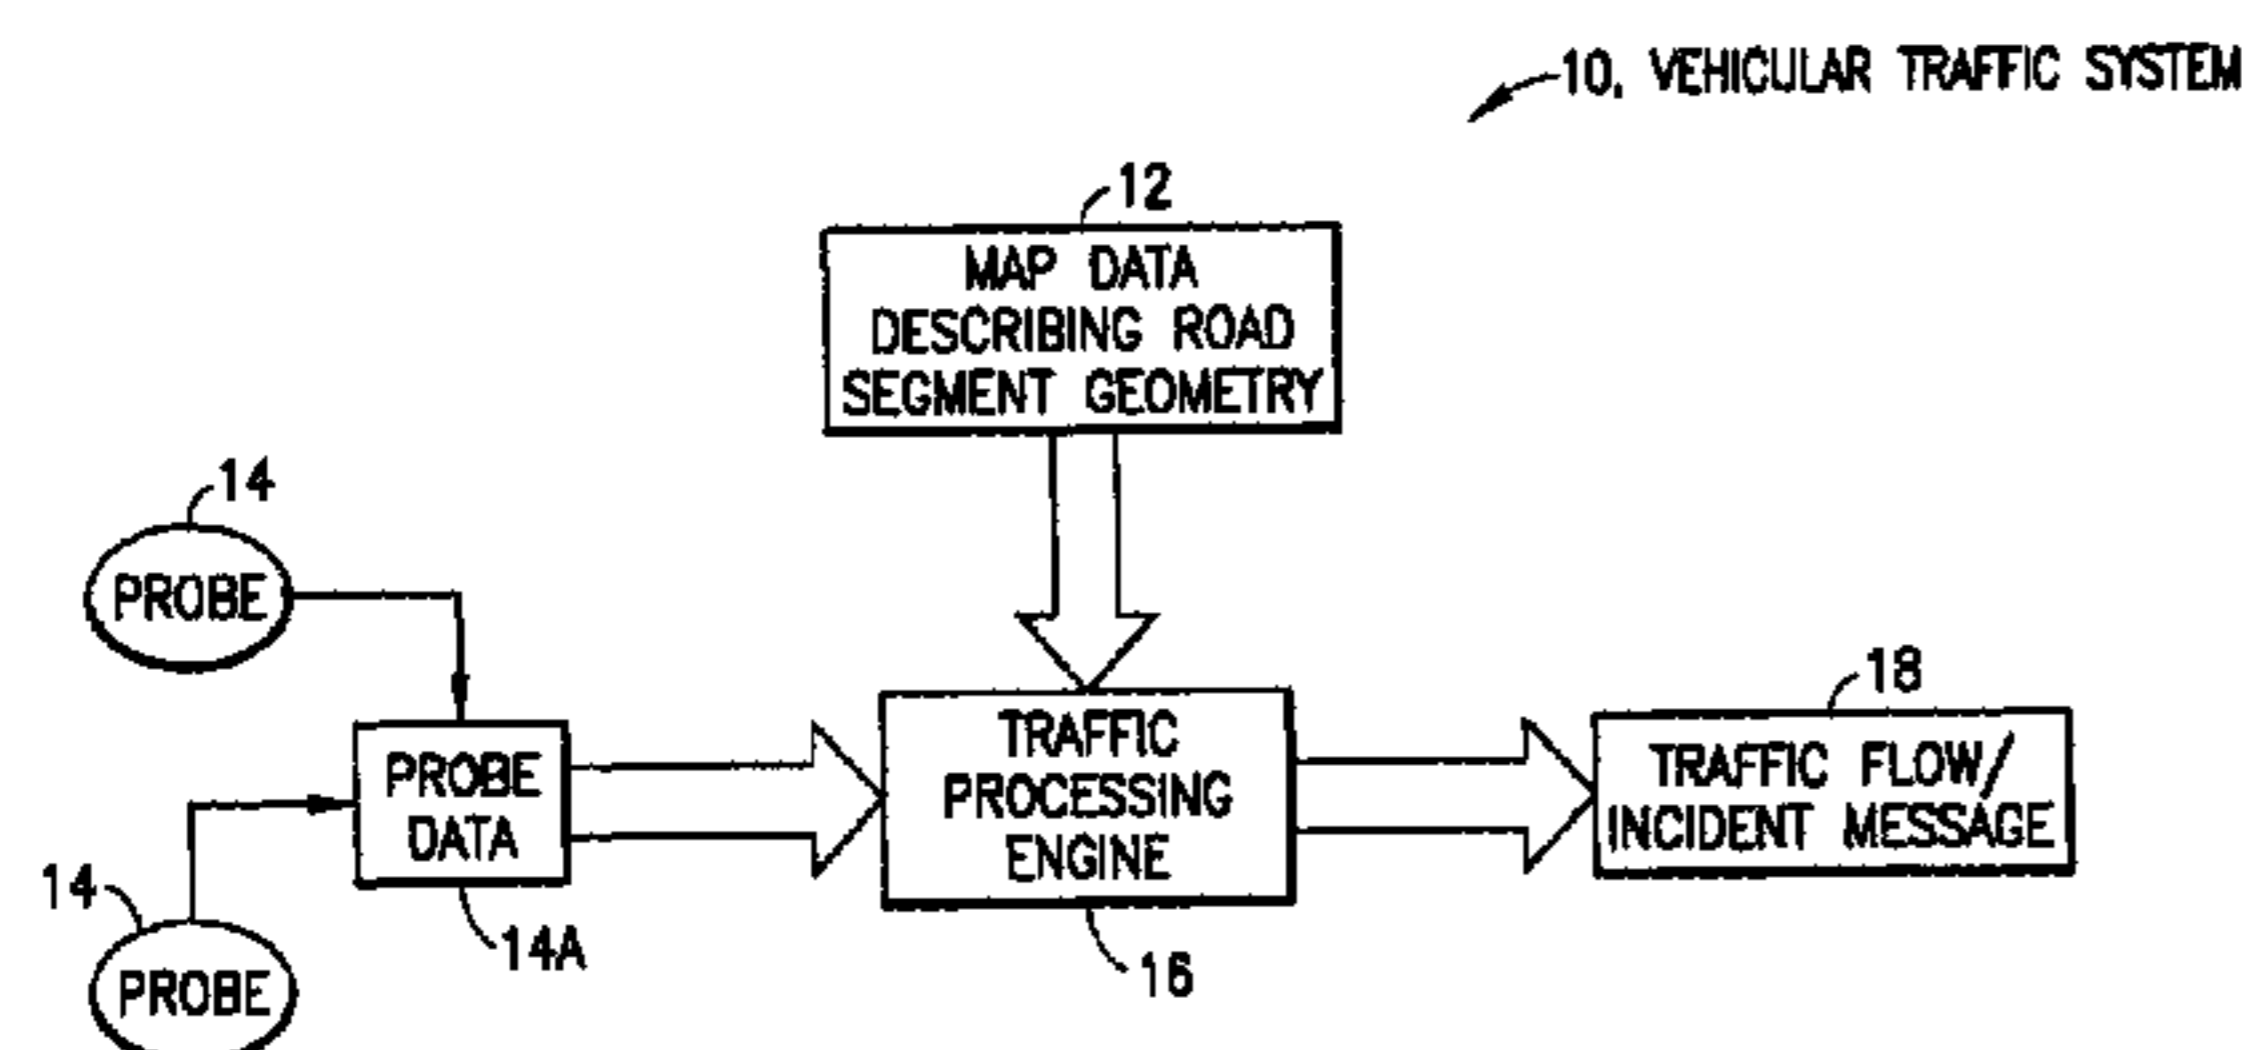 10, VEHICULAR TRAFFIC SYSTEM
12
MAP DATA
DESCRIBING ROAD
SEGMENT GEOMETRY
14
PROBE
18
TRAFFIC
PROCESSING
ENGINE
TRAFFIC FLOW/
INCIDENT MESSAGE
PROBE
DATA
14
14A
16
PROBE